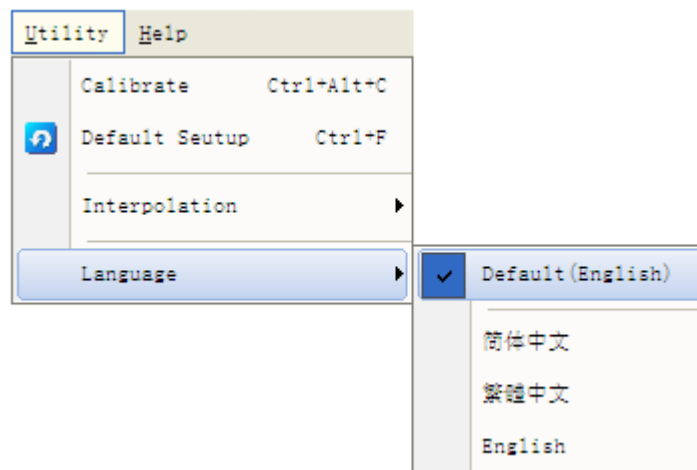 Utility Help
Calibrate Ctrl+Alt+C
Default Seutup Ctrl+F
Interpolation
Language
Default(English)
简体中文
繁體中文
English